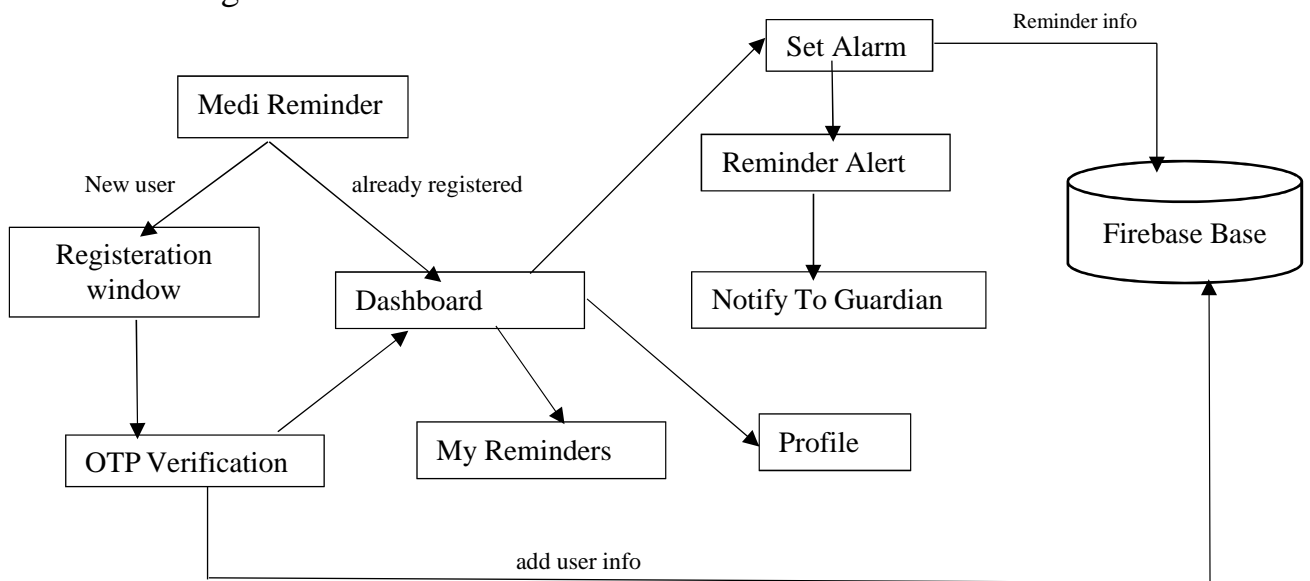 Reminder info
Set Alarm
Medi Reminder
Reminder Alert
New user
already registered
Registeration
window
Firebase Base
Dashboard
Notify To Guardian
My Reminders
Profile
OTP Verification
add user info